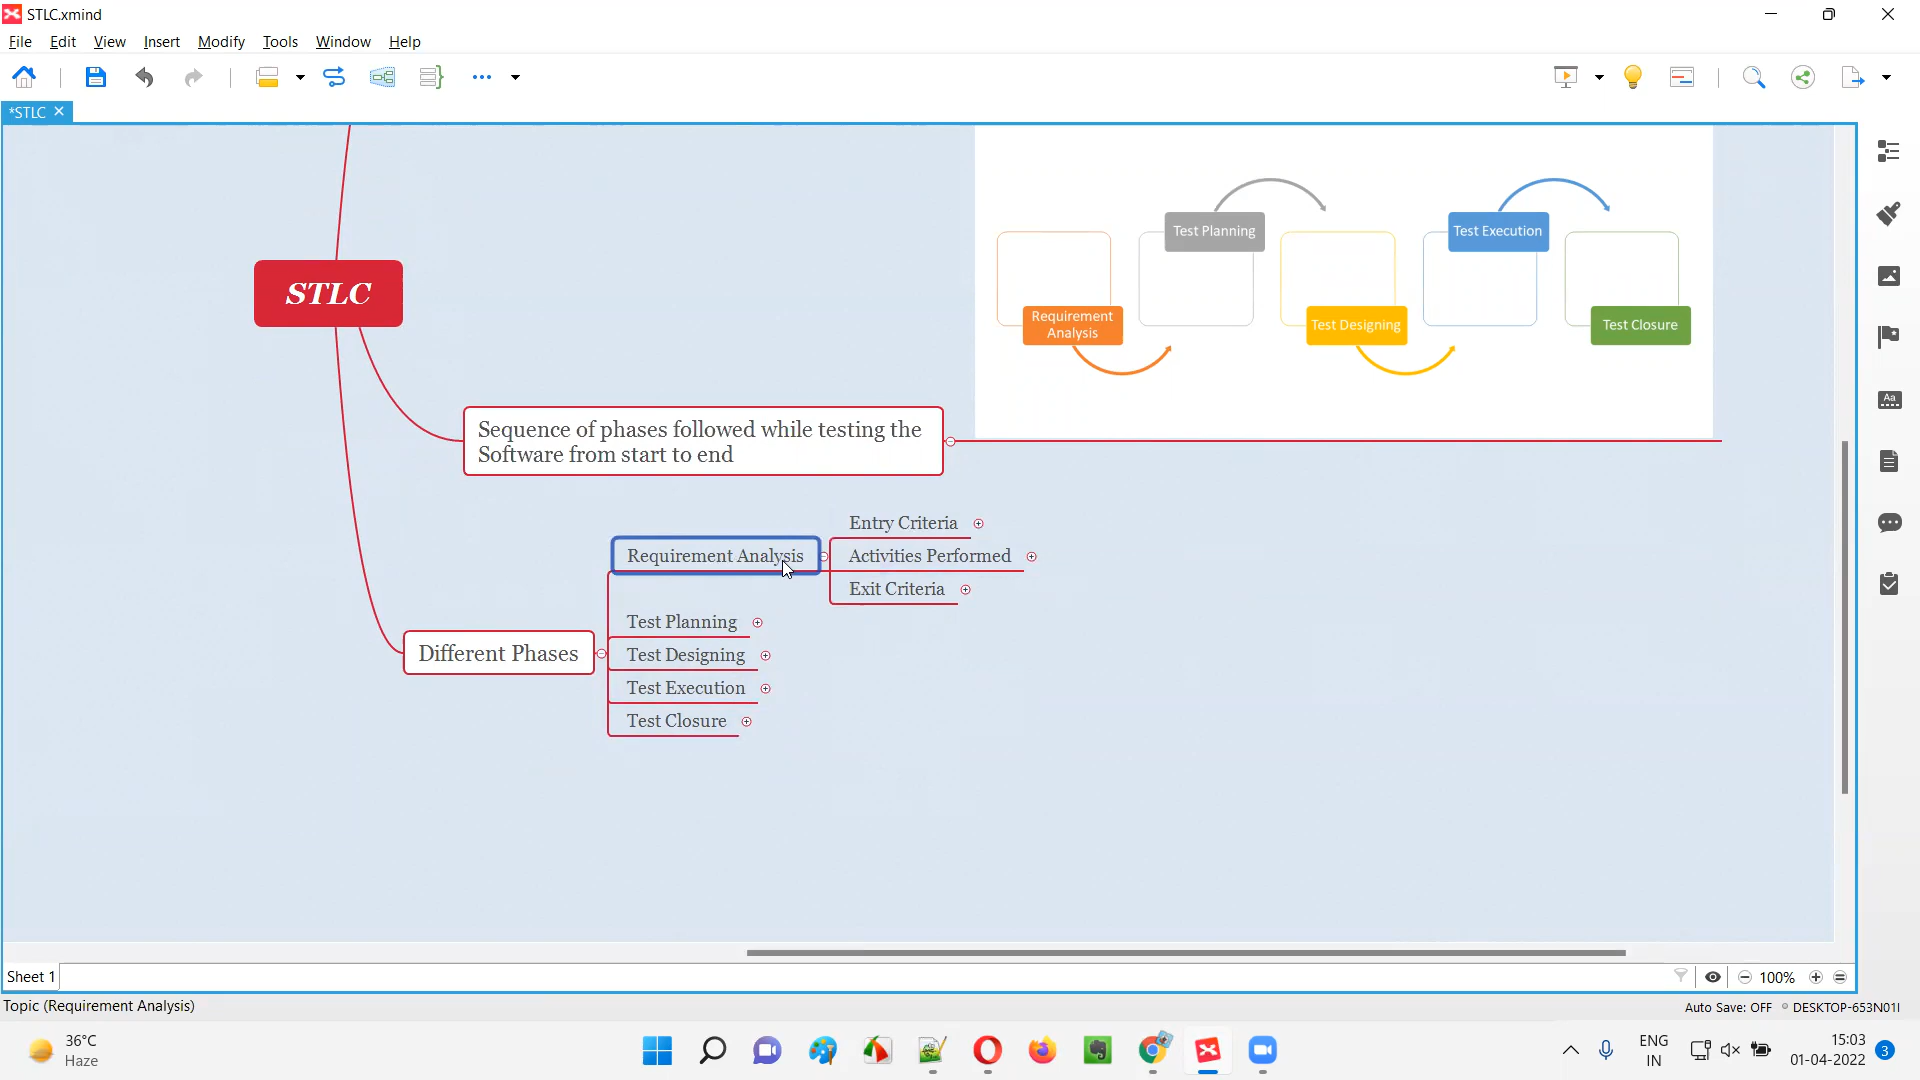 STLC.xmind
File Edit View Insert Modify Tools Window Help
*STLC
Test Planning
Test Execution
Requirement
Analysis
Test Designing
Test Closure
STLC
Sequence of phases followed while testing the
Software from start to end
Entry Criteria
Requirement Analysis
Activities Performed
Exit Criteria
Test Planning
Different Phases
Test Designing
Test Execution
Test Closure
Aa
Sheet 1
100%
Topic (Requirement Analysis)
Auto Save: OFF
DESKTOP-653N01I
36°C
Haze
ENG
IN
15:03
01-04-2022
3